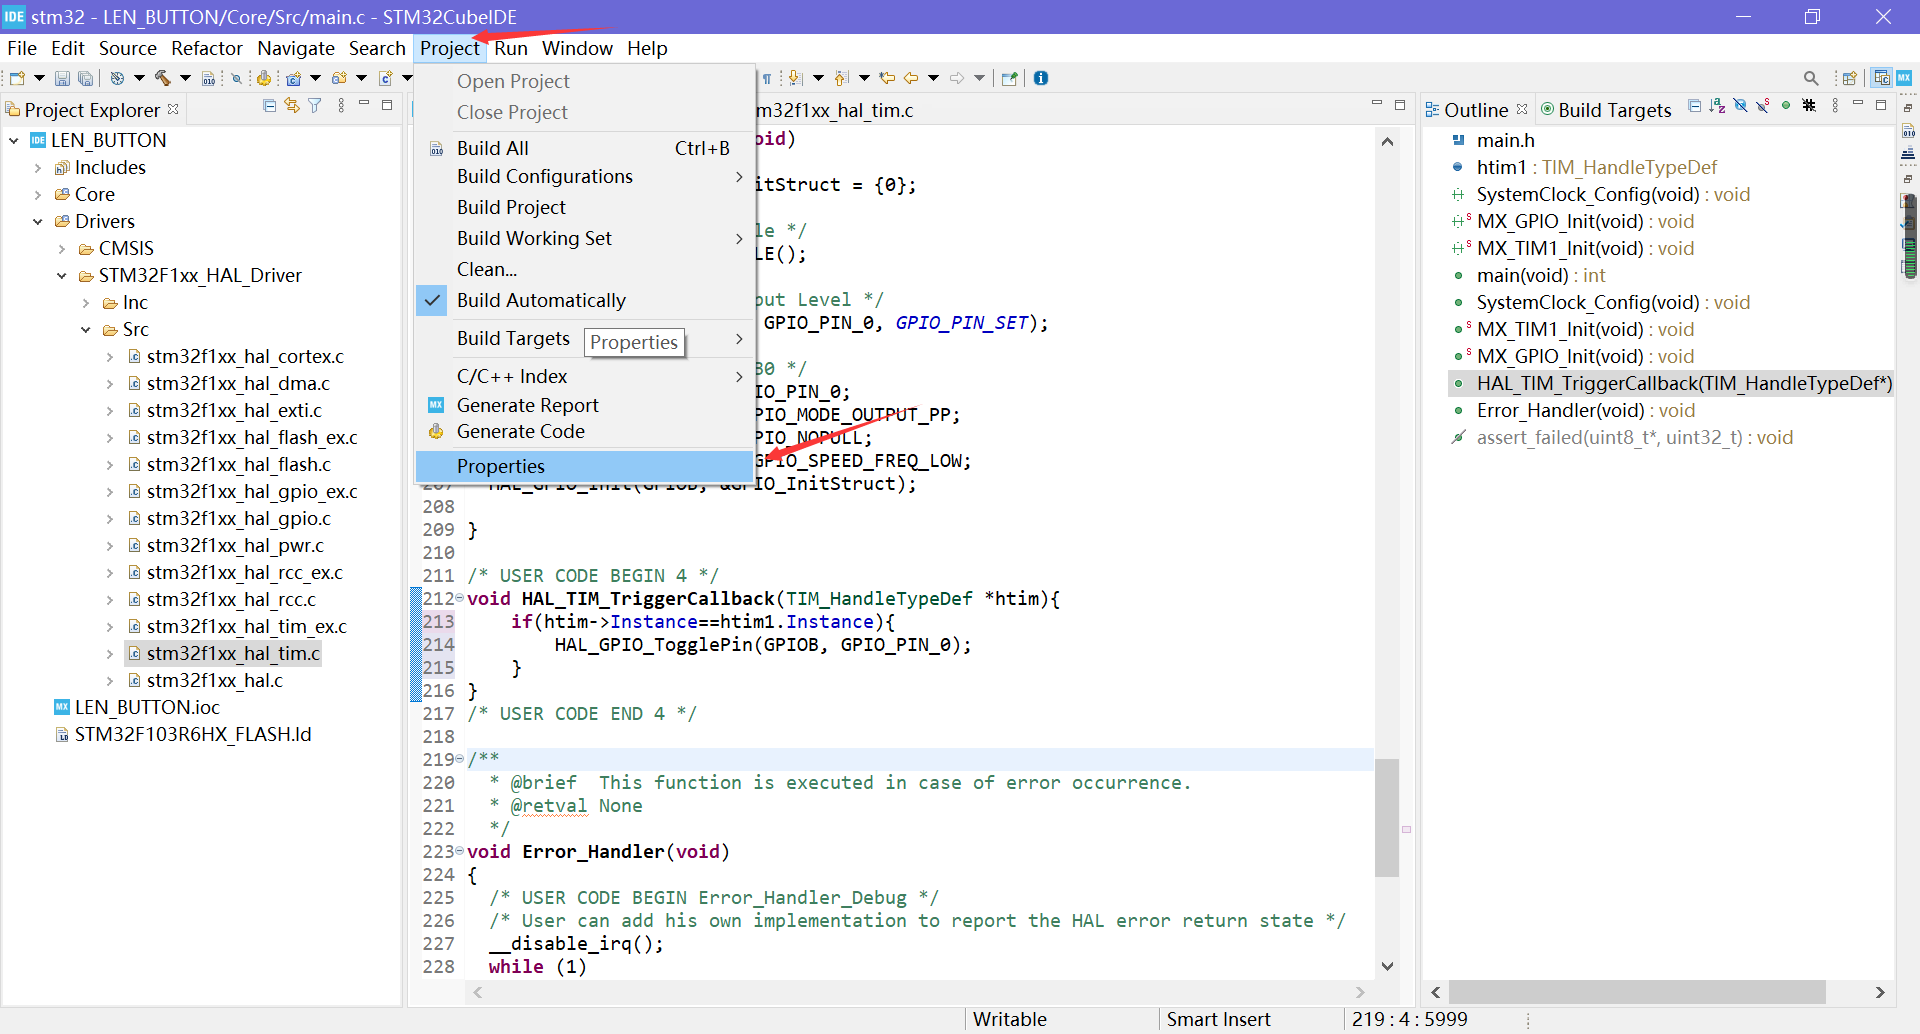 IDE stm32 - LEN_BUTTON/Core/Src/main.c - STM32CubeIDE
File Edit Source Refactor Navigate Search Project Run Window Help
Project Explorer
IDE LEN_BUTTON
Includes
Core
Drivers
CMSIS
STM32F1xx_HAL_Driver
Inc
Src
stm32f1xx_hal_cortex.c
stm32f1xx_hal_dma.c
stm32f1xx_hal_exti.c
stm32f1xx_hal_flash_ex.c
stm32f1xx_hal_flash.c
stm32f1xx_hal_gpio_ex.c
stm32f1xx_hal_gpio.c
stm32f1xx_hal_pwr.c
stm32f1xx_hal_rcc_ex.c
stm32f1xx_hal_rcc.c
stm32f1xx_hal_tim_ex.c
stm32f1xx_hal_tim.c
stm32f1xx_hal.c
MX LEN_BUTTON.ioc
STM32F103R6HX_FLASH.ld
Open Project
Close Project
Build All Ctrl+B
Build Configurations
Build Project
Build Working Set
Clean...
Build Automatically
Build Targets
Properties
C/C++ Index
MX Generate Report
Generate Code
Properties
m32f1xx_hal_tim.c
oid)
itStruct = {0};
le */
LE();
put Level */
GPIO_PIN_0, GPIO_PIN_SET);
B0 */
IO_PIN_0;
PIO_MODE_OUTPUT_PP;
PIO_NOPULL;
GPIO_SPEED_FREQ_LOW;
207 HAL_GPIO_Init(GPIOB, &GPIO_InitStruct);
208
209 }
210
211 /* USER CODE BEGIN 4 */
212 void HAL_TIM_TriggerCallback(TIM_HandleTypeDef *htim){
213 if(htim->Instance==htim1.Instance){
214 HAL_GPIO_TogglePin(GPIOB, GPIO_PIN_0);
215 }
216 }
217 /* USER CODE END 4 */
218
219 /**
220 * @brief  This function is executed in case of error occurrence.
221 * @retval None
222 */
223 void Error_Handler(void)
224 {
225 /* USER CODE BEGIN Error_Handler_Debug */
226 /* User can add his own implementation to report the HAL error return state */
227 __disable_irq();
228 while (1)
Outline Build Targets
main.h
htim1 : TIM_HandleTypeDef
SystemClock_Config(void) : void
MX_GPIO_Init(void) : void
MX_TIM1_Init(void) : void
main(void) : int
SystemClock_Config(void) : void
MX_TIM1_Init(void) : void
MX_GPIO_Init(void) : void
HAL_TIM_TriggerCallback(TIM_HandleTypeDef*)
Error_Handler(void) : void
assert_failed(uint8_t*, uint32_t) : void
Writable Smart Insert 219 : 4 : 5999